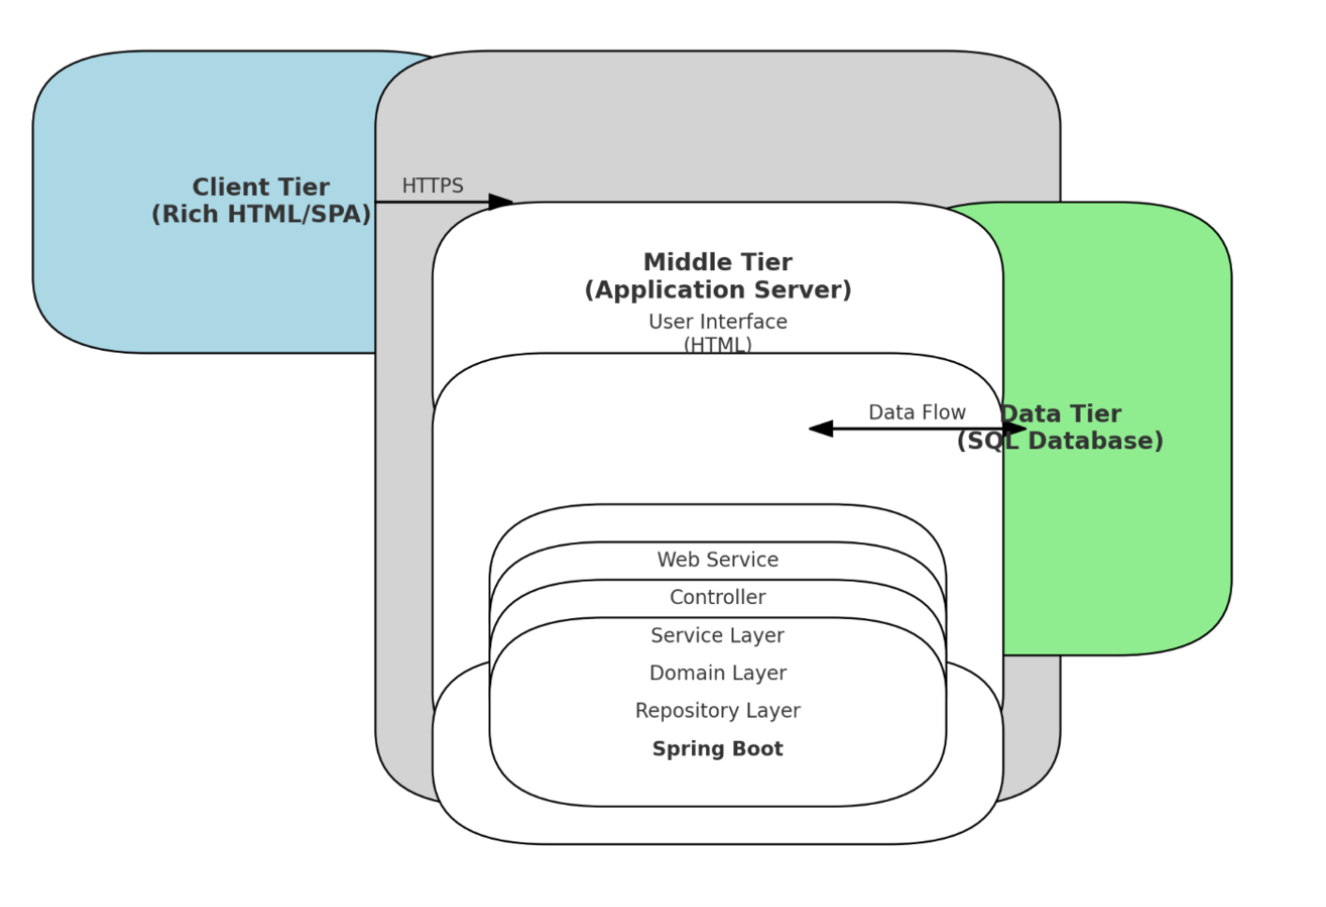 Client Tier
(Rich HTML/SPA)
HTTPS
Middle Tier
(Application Server)
User Interface
(HTML)
Data Flow
Data Tier
(SQL Database)
Web Service
Controller
Service Layer
Domain Layer
Repository Layer
Spring Boot